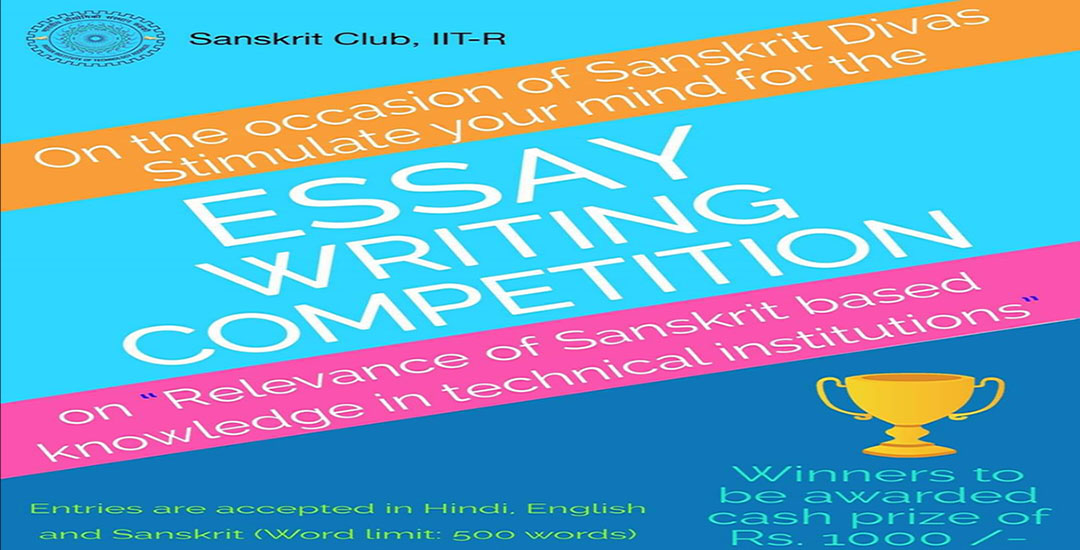 Sanskrit Club, IIT-R
On the occasion of Sanskrit Divas
Stimulate your mind for the
ESSAY
WRITING
COMPETITION
on “Relevance of Sanskrit based
knowledge in technical institutions”
Entries are accepted in Hindi, English
and Sanskrit (Word limit: 500 words)
Winners to
be awarded
cash prize of
Rs. 1000 /-